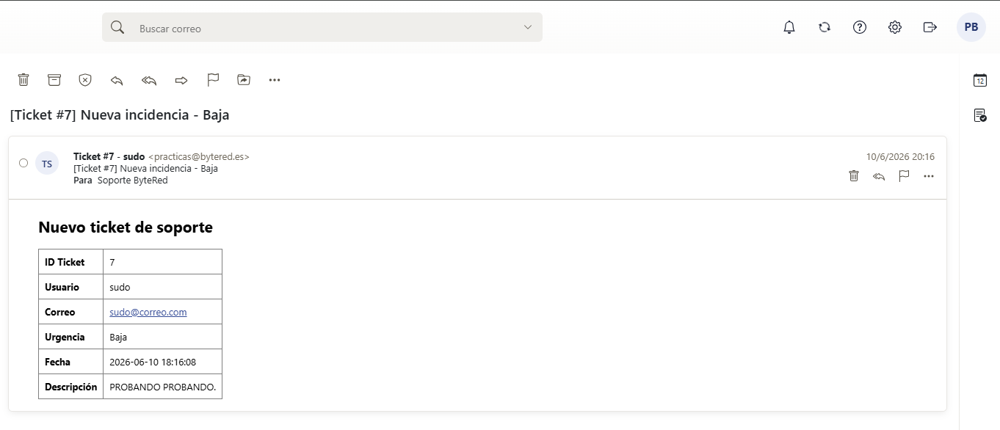 Buscar correo
PB
[Ticket #7] Nueva incidencia - Baja
12
TS
Ticket #7 - sudo <practicas@bytered.es>
10/6/2026 20:16
[Ticket #7] Nueva incidencia - Baja
Para Soporte ByteRed
Nuevo ticket de soporte
ID Ticket 7
Usuario sudo
Correo sudo@correo.com
Urgencia Baja
Fecha 2026-06-10 18:16:08
Descripción PROBANDO PROBANDO.